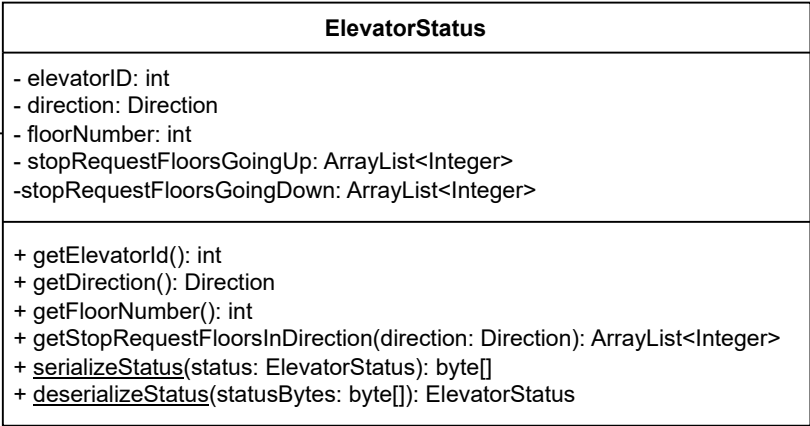 ElevatorStatus
- elevatorID: int
- direction: Direction
- floorNumber: int
- stopRequestFloorsGoingUp: ArrayList<Integer>
-stopRequestFloorsGoingDown: ArrayList<Integer>
+ getElevatorId(): int
+ getDirection(): Direction
+ getFloorNumber(): int
+ getStopRequestFloorsInDirection(direction: Direction): ArrayList<Integer>
+ serializeStatus(status: ElevatorStatus): byte[]
+ deserializeStatus(statusBytes: byte[]): ElevatorStatus